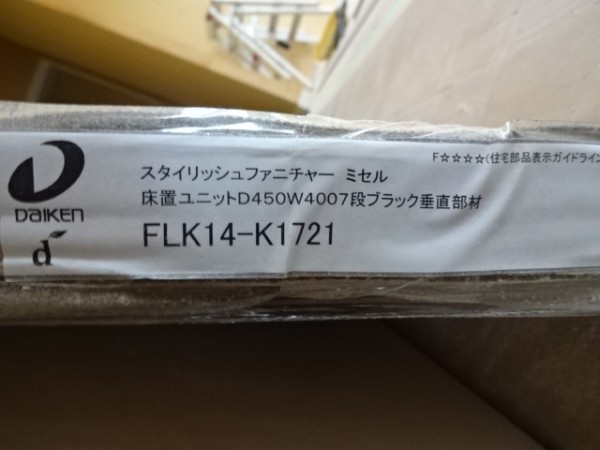 F☆☆☆☆(住宅部品表示ガイドライン
スタイリッシュファニチャー ミセル
床置ユニットD450W4007段ブラック垂直部材
FLK14-K1721
DAIKEN
d